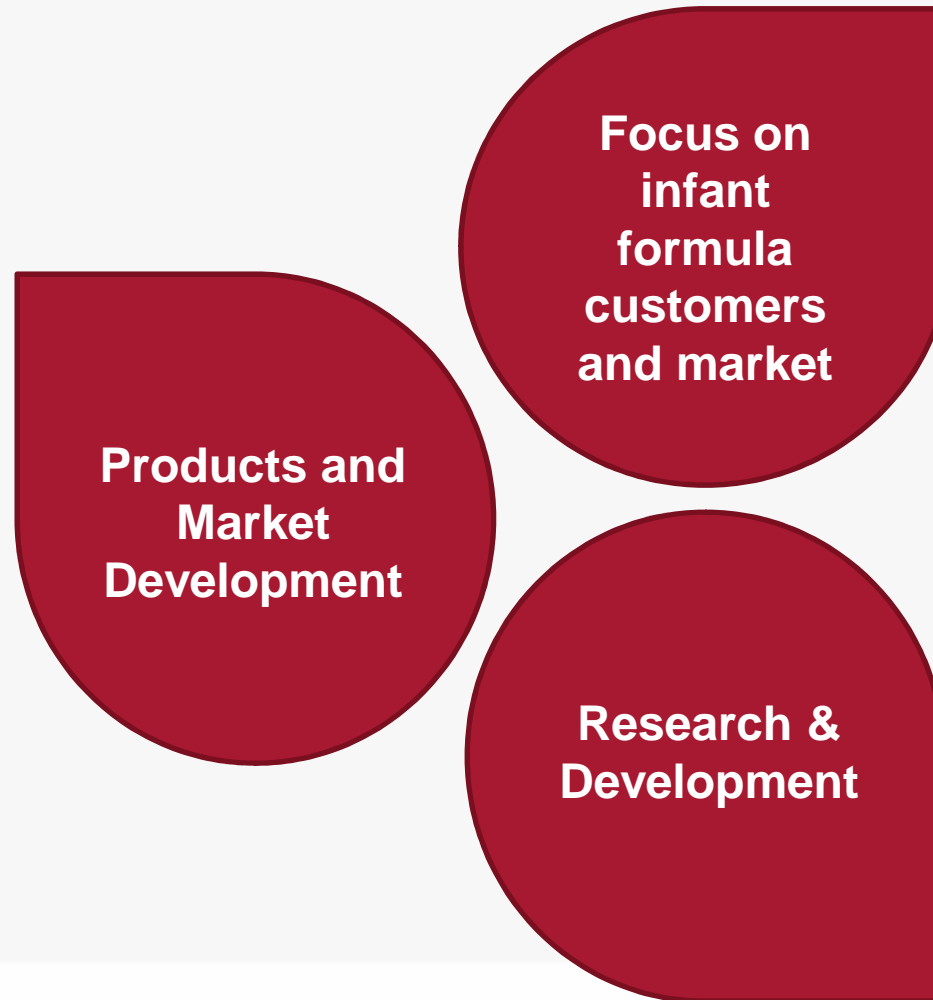 Focus on
infant
formula
customers
and market
Products and
Market
Development
Research &
Development